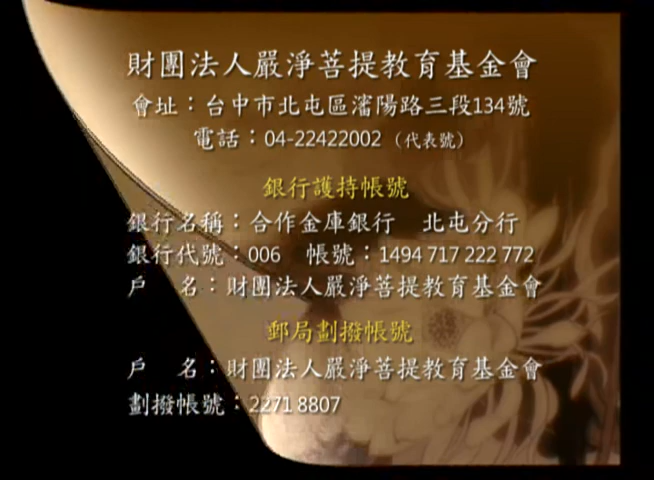 財團法人嚴淨菩提教育基金會
會址：台中市北屯區瀋陽路三段134號
電話：04-22422002（代表號）
銀行護持帳號
銀行名稱：合作金庫銀行　北屯分行
銀行代號：006　帳號：1494 717 222 772
戶　名：財團法人嚴淨菩提教育基金會
郵局劃撥帳號
戶　名：財團法人嚴淨菩提教育基金會
劃撥帳號：2271 8807